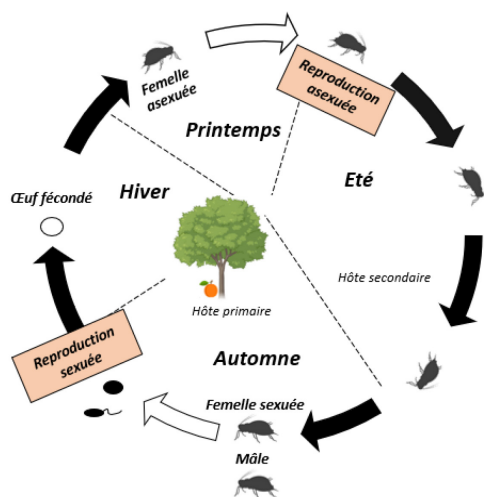 Femelle
asexuée
Reproduction
asexuée
Printemps
Hiver
Eté
Œuf fécondé
Hôte secondaire
Hôte primaire
Reproduction
sexuée
Automne
Femelle sexuée
Mâle